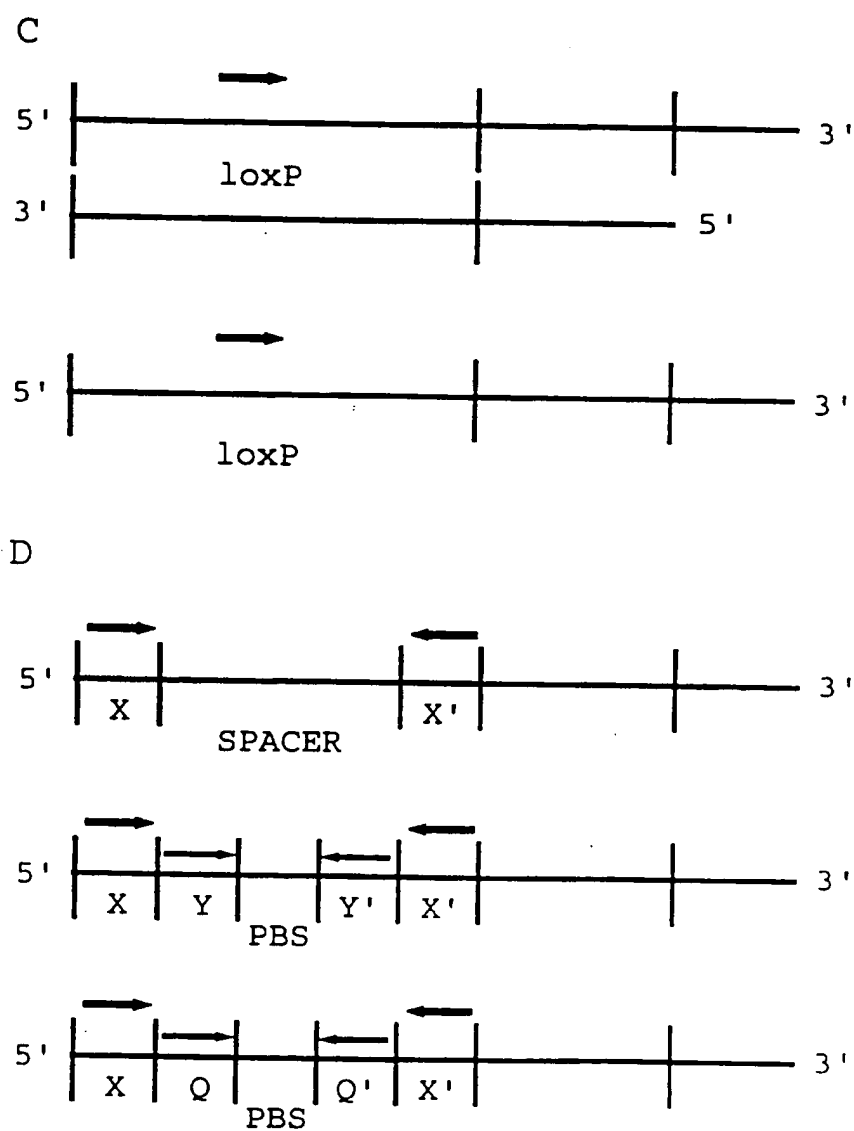 C
5' 3'
loxP
3' 5'
5' 3'
loxP
D
5' X X' 3'
SPACER
5' 3'
X Y Y' X'
PBS
5' 3'
X Q Q' X'
PBS